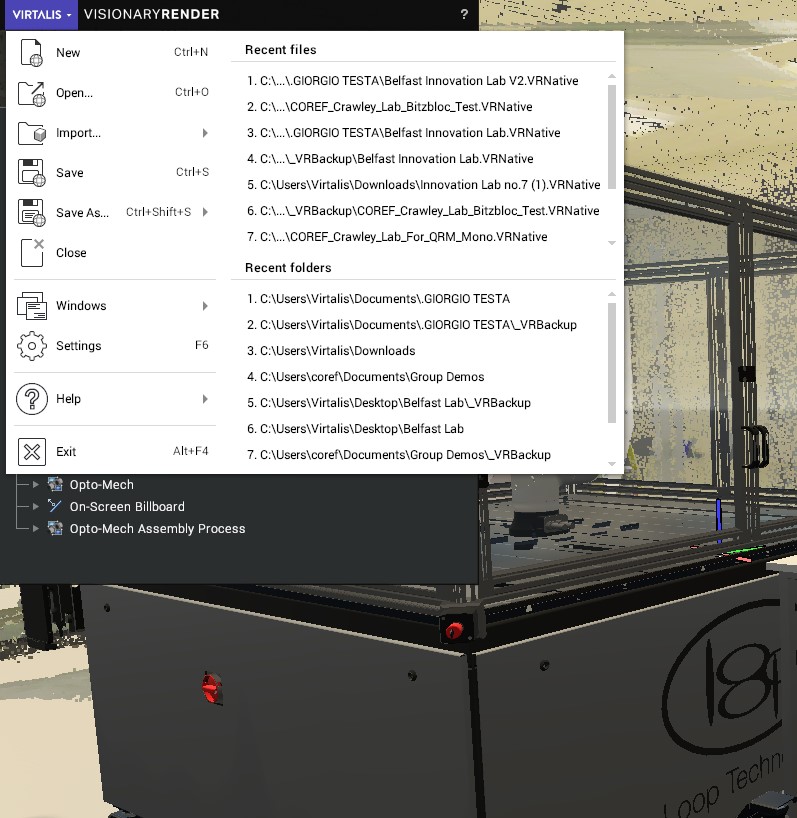 VIRTALIS VISIONARYRENDER ?
New Ctrl+N
Open... Ctrl+O
Import...
Save Ctrl+S
Save As... Ctrl+Shift+S
Close
Windows
Settings F6
Help
Exit Alt+F4
Recent files
1. C:\...\.GIORGIO TESTA\Belfast Innovation Lab V2.VRNative
2. C:\...\COREF_Crawley_Lab_Bitzbloc_Test.VRNative
3. C:\...\.GIORGIO TESTA\Belfast Innovation Lab.VRNative
4. C:\...\_VRBackup\Belfast Innovation Lab.VRNative
5. C:\Users\Virtalis\Downloads\Innovation Lab no.7 (1).VRNative
6. C:\...\_VRBackup\COREF_Crawley_Lab_Bitzbloc_Test.VRNative
7. C:\...\COREF_Crawley_Lab_For_QRM_Mono.VRNative
Recent folders
1. C:\Users\Virtalis\Documents\.GIORGIO TESTA
2. C:\Users\Virtalis\Documents\.GIORGIO TESTA\_VRBackup
3. C:\Users\Virtalis\Downloads
4. C:\Users\coref\Documents\Group Demos
5. C:\Users\Virtalis\Desktop\Belfast Lab\_VRBackup
6. C:\Users\Virtalis\Desktop\Belfast Lab
7. C:\Users\coref\Documents\Group Demos\_VRBackup
Opto-Mech
On-Screen Billboard
Opto-Mech Assembly Process
18
Loop Techn